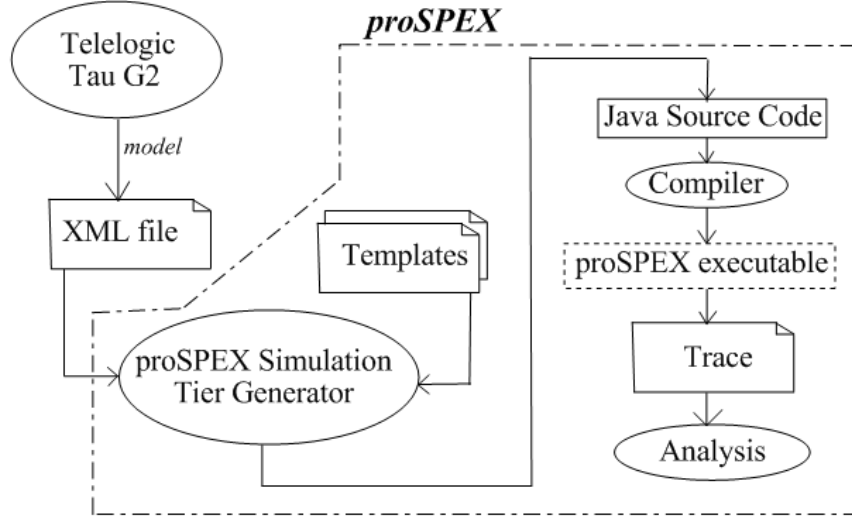 proSPEX
Telelogic
Tau G2
model
XML file
Templates
proSPEX Simulation
Tier Generator
Java Source Code
Compiler
proSPEX executable
Trace
Analysis